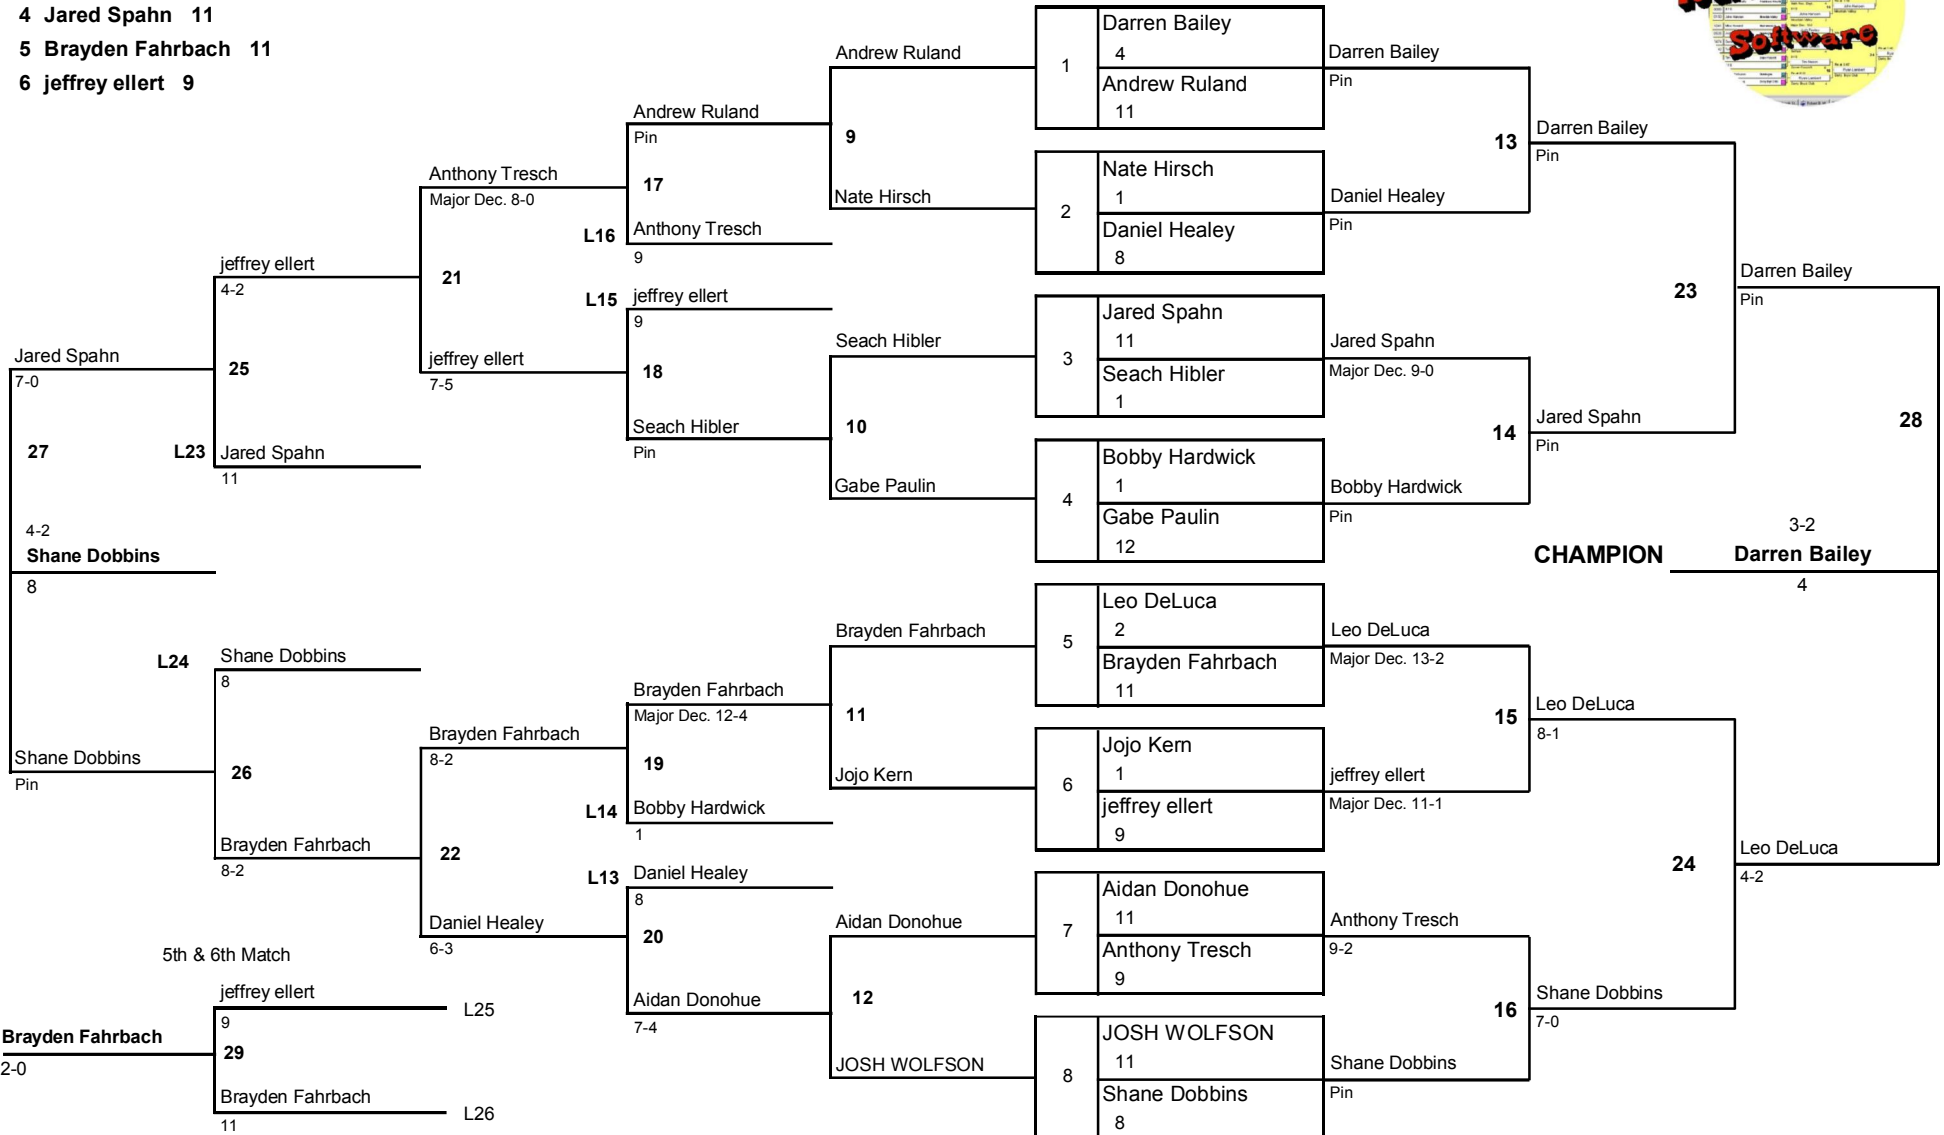 4 Jared Spahn 11
5 Brayden Fahrbach 11
6 jeffrey ellert 9
Software
Darren Bailey
4
1
Andrew Ruland
11
Nate Hirsch
1
2
Daniel Healey
8
Jared Spahn
11
3
Seach Hibler
1
Bobby Hardwick
1
4
Gabe Paulin
12
Leo DeLuca
2
5
Brayden Fahrbach
11
Jojo Kern
1
6
jeffrey ellert
9
Aidan Donohue
11
7
Anthony Tresch
9
JOSH WOLFSON
11
8
Shane Dobbins
8
Darren Bailey
Pin
13
Daniel Healey
Pin
Jared Spahn
Major Dec. 9-0
14
Bobby Hardwick
Pin
Leo DeLuca
Major Dec. 13-2
15
jeffrey ellert
Major Dec. 11-1
Anthony Tresch
9-2
16
Shane Dobbins
Pin
Darren Bailey
Pin
23
Jared Spahn
Pin
Leo DeLuca
8-1
24
Shane Dobbins
7-0
Darren Bailey
Pin
28
3-2
CHAMPION Darren Bailey
4
Leo DeLuca
4-2
Andrew Ruland
9
Nate Hirsch
Seach Hibler
10
Gabe Paulin
Brayden Fahrbach
11
Jojo Kern
Aidan Donohue
12
JOSH WOLFSON
Andrew Ruland
Pin
17
L16 Anthony Tresch
9
L15 jeffrey ellert
9
18
Seach Hibler
Pin
Brayden Fahrbach
Major Dec. 12-4
19
L14 Bobby Hardwick
1
L13 Daniel Healey
8
20
Aidan Donohue
7-4
Anthony Tresch
Major Dec. 8-0
21
jeffrey ellert
7-5
Brayden Fahrbach
8-2
22
Daniel Healey
6-3
jeffrey ellert
4-2
25
L23 Jared Spahn
11
L24 Shane Dobbins
8
26
Brayden Fahrbach
8-2
Jared Spahn
7-0
27
4-2
Shane Dobbins
8
Shane Dobbins
Pin
5th & 6th Match
jeffrey ellert L25
9
Brayden Fahrbach
29
2-0
Brayden Fahrbach L26
11